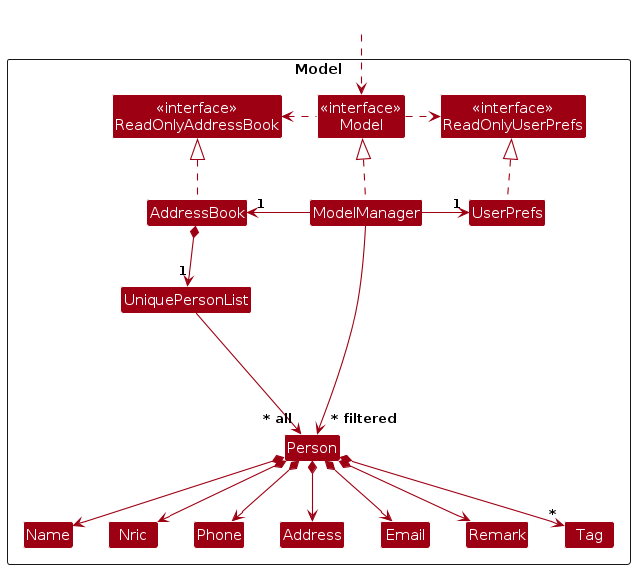 Model
«interface»
ReadOnlyAddressBook
«interface»
Model
«interface»
ReadOnlyUserPrefs
AddressBook
1
ModelManager
1
UserPrefs
1
UniquePersonList
* all
* filtered
Person
*
Name
Nric
Phone
Address
Email
Remark
Tag